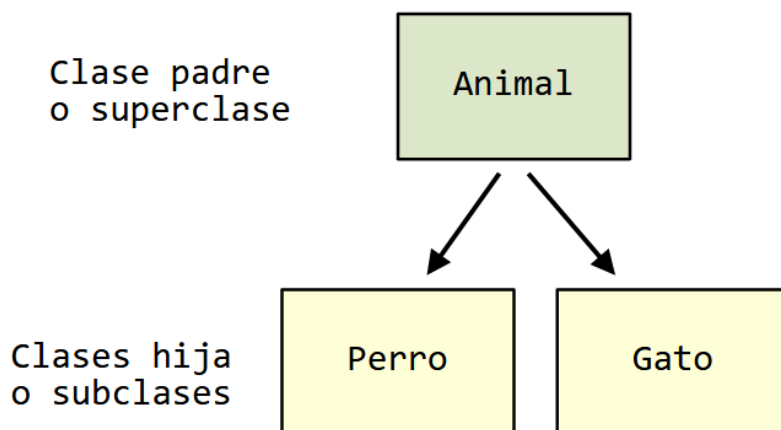 Clase padre
o superclase
Animal
Clases hija
o subclases
Perro
Gato